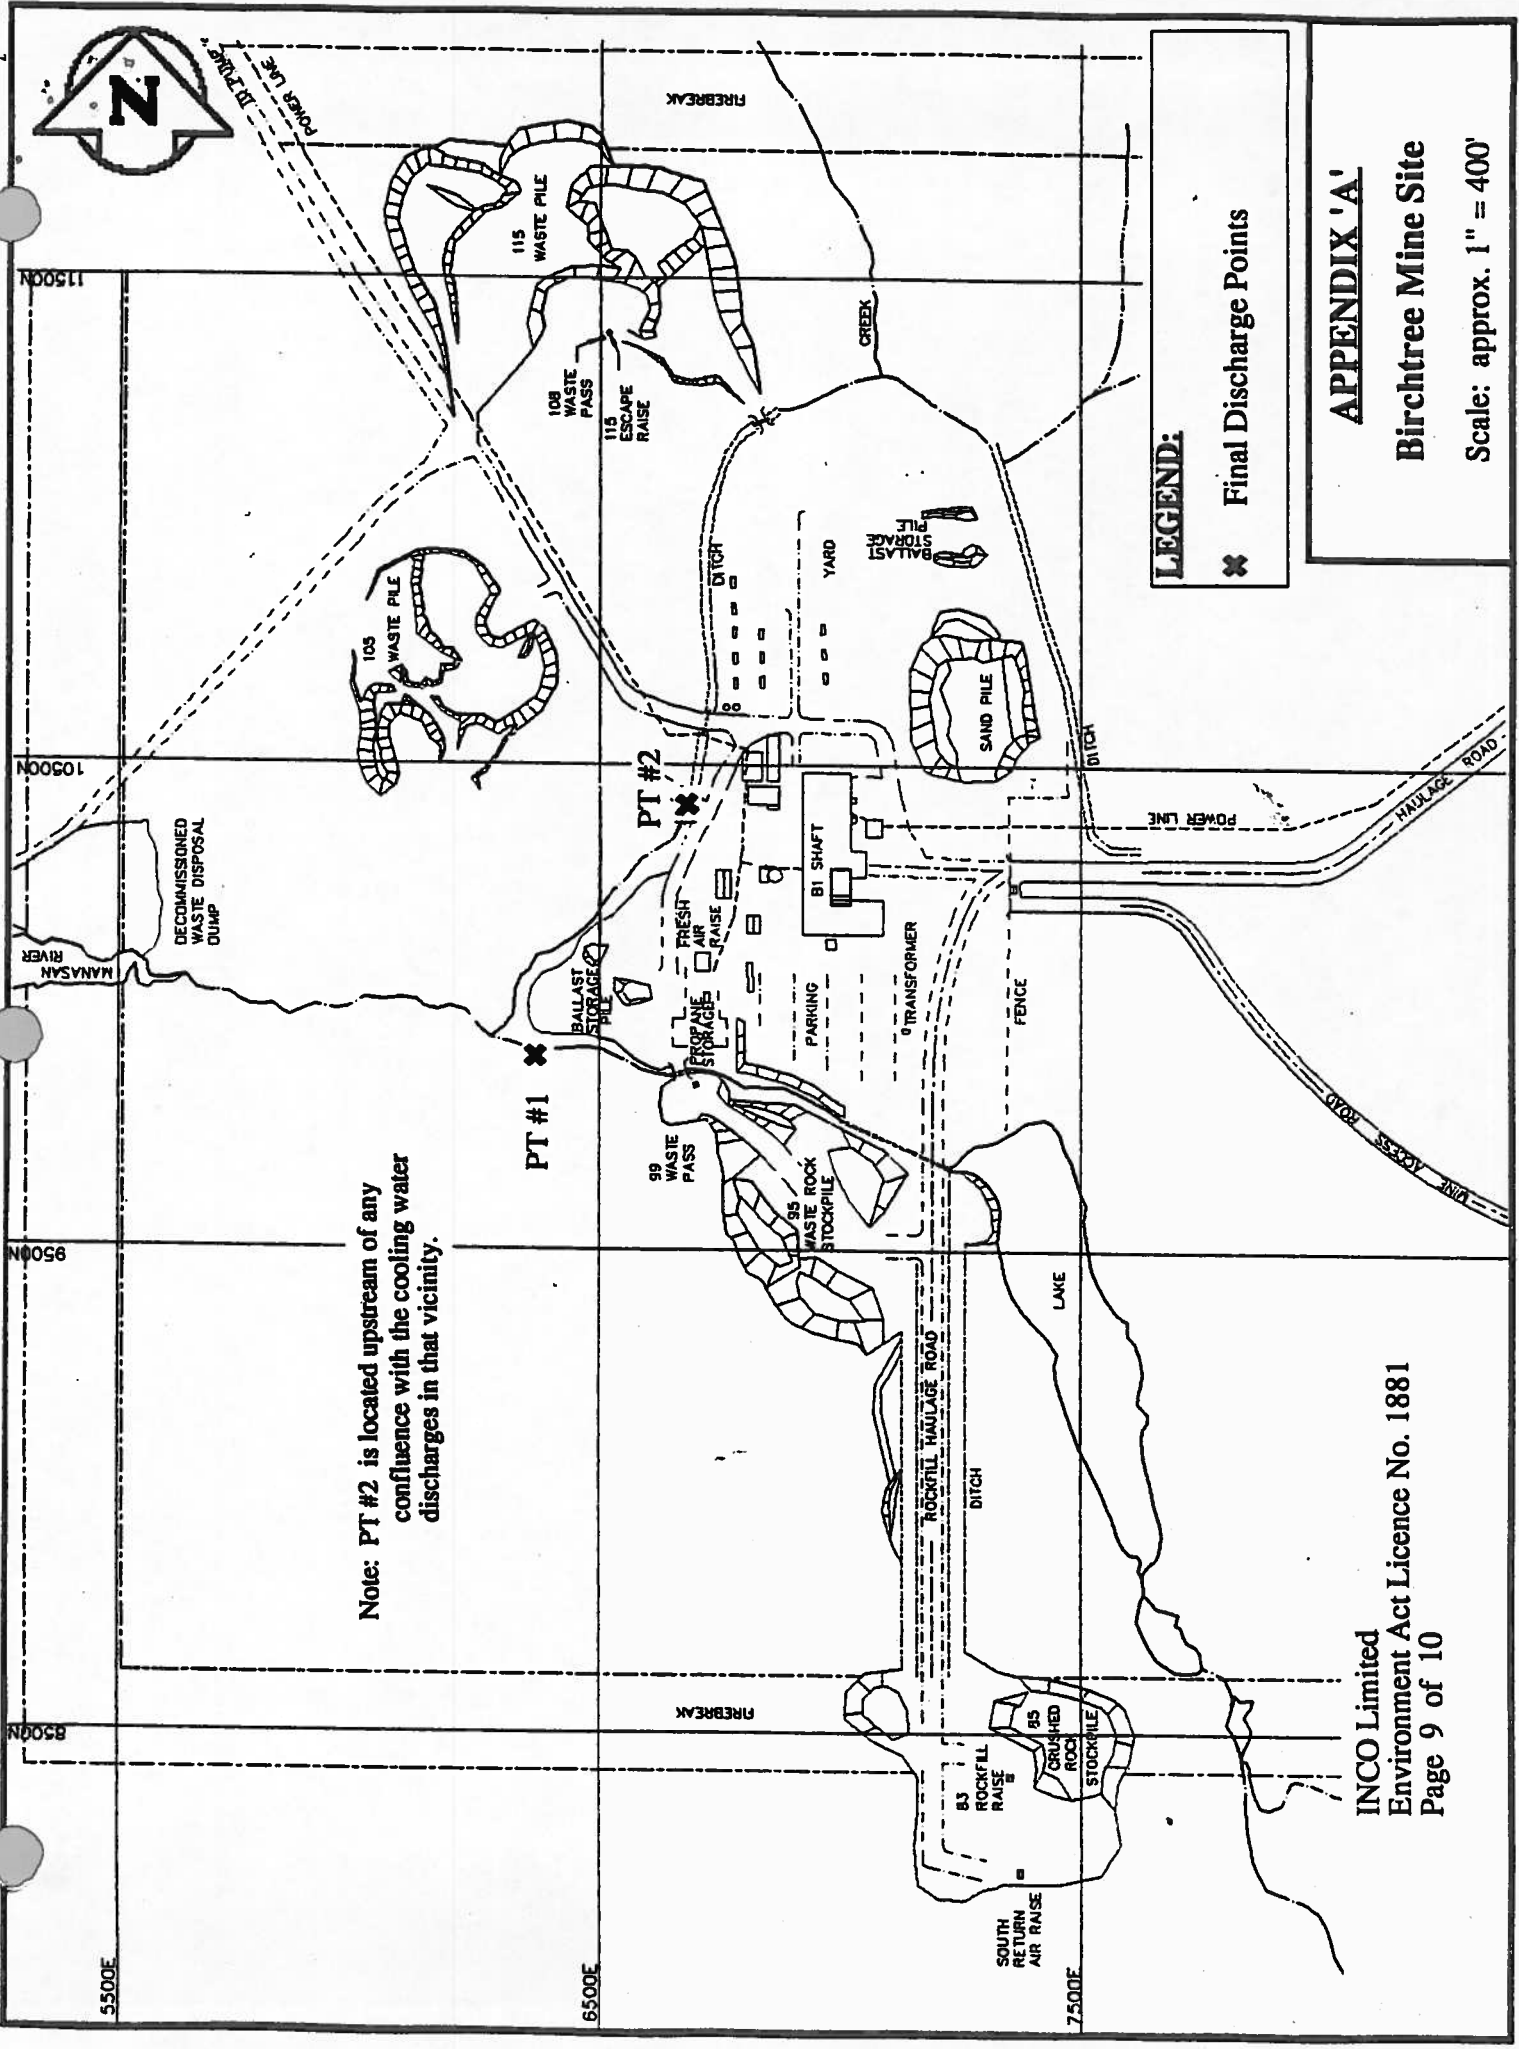 N
IR PUMP
POWER LINE
FIREBREAK
11500N
115
WASTE PILE
108
WASTE
PASS
115
ESCAPE
RAISE
CREEK
LEGEND:
✖ Final Discharge Points
APPENDIX 'A'
Birchtree Mine Site
Scale: approx. 1" = 400'
105
WASTE PILE
DITCH
YARD
BALLAST
STORAGE
PILE
SAND PILE
DITCH
10500N
PT #2
DECOMMISSIONED
WASTE DISPOSAL
DUMP
MANASAN
RIVER
B1 SHAFT
POWER LINE
HAULAGE ROAD
FRESH
AIR
RAISE
BALLAST
STORAGE
PILE
PROPANE
STORAGE
PARKING
TRANSFORMER
FENCE
MINE ACCESS ROAD
PT #1
99
WASTE
PASS
95
WASTE ROCK
STOCKPILE
9500N
Note: PT #2 is located upstream of any
confluence with the cooling water
discharges in that vicinity.
LAKE
ROCKFILL HAULAGE ROAD
DITCH
FIREBREAK
8500N
85
CRUSHED
ROCK
STOCKPILE
83
ROCKFILL
RAISE
SOUTH
RETURN
AIR RAISE
5500E
6500E
7500E
INCO Limited
Environment Act Licence No. 1881
Page 9 of 10